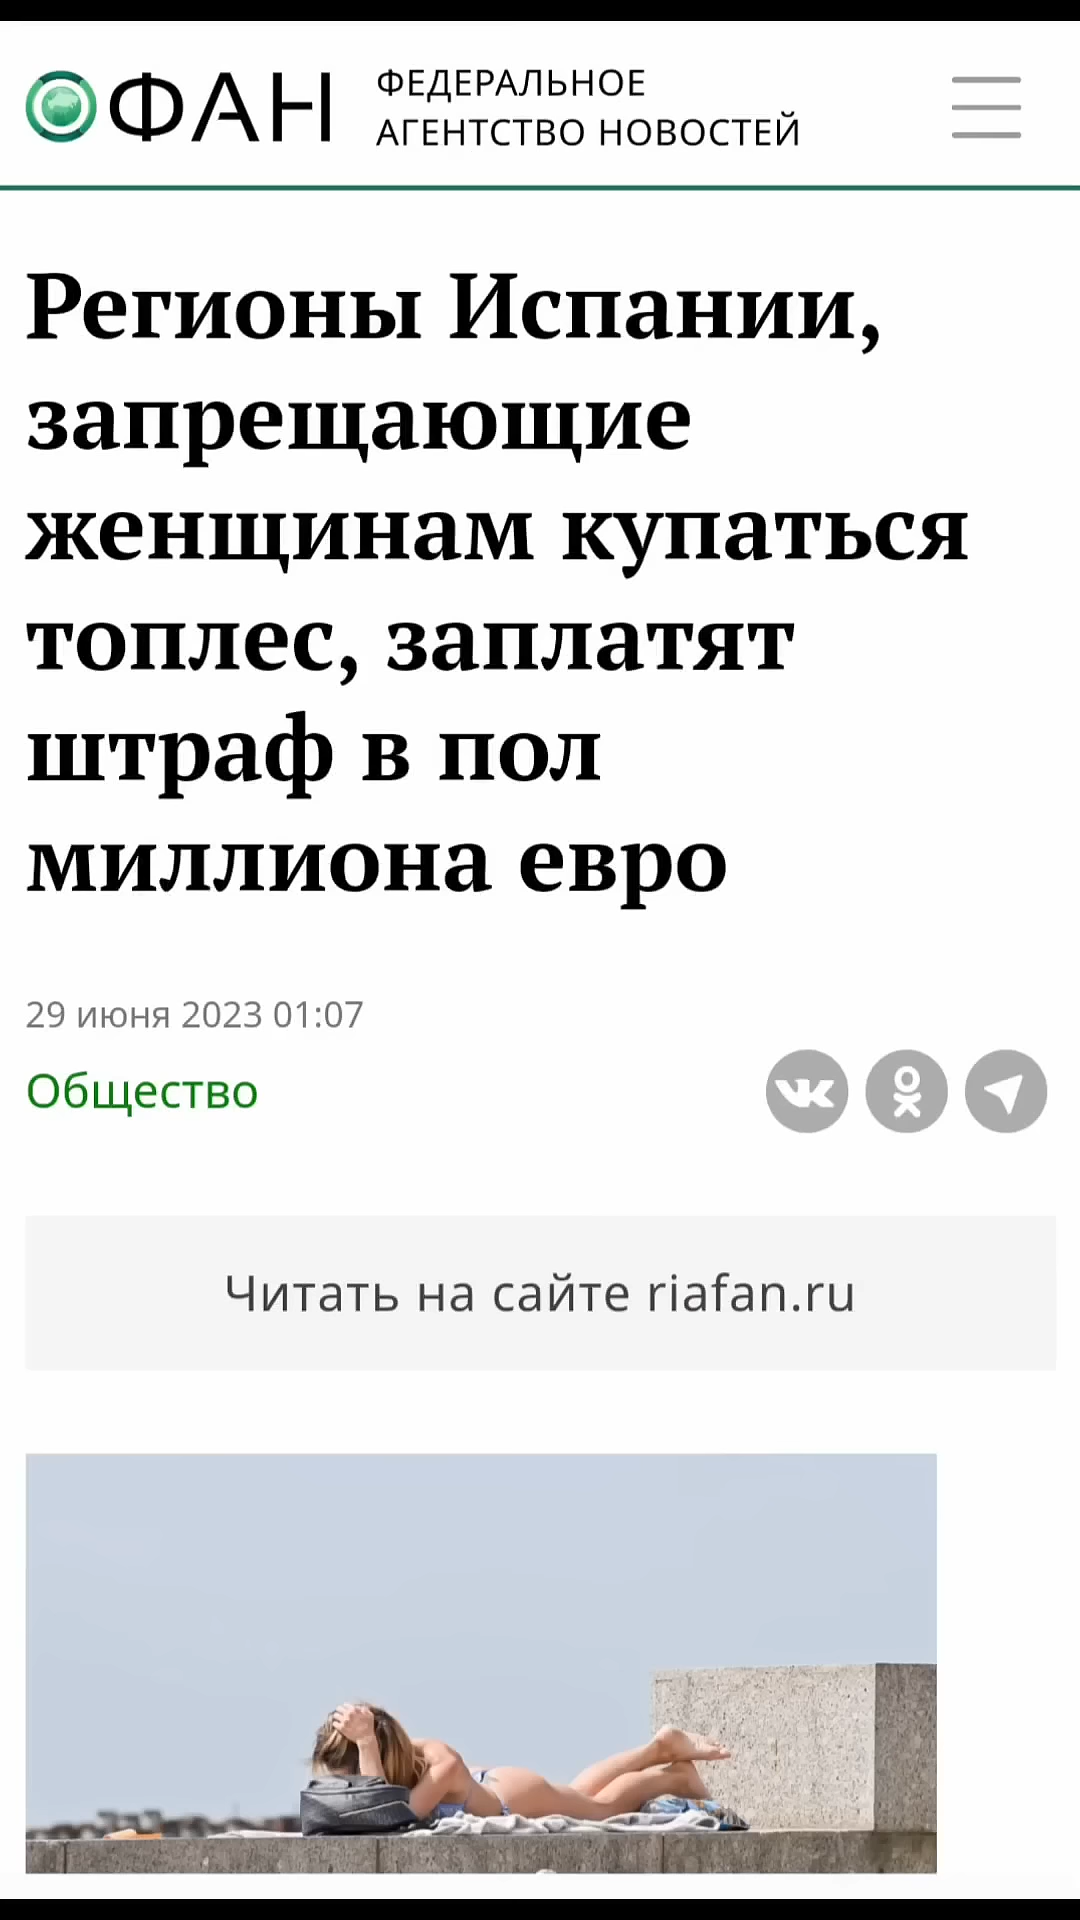 ФАН
ФЕДЕРАЛЬНОЕ
АГЕНТСТВО НОВОСТЕЙ
Регионы Испании,
запрещающие
женщинам купаться
топлес, заплатят
штраф в пол
миллиона евро
29 июня 2023 01:07
Общество
Читать на сайте riafan.ru